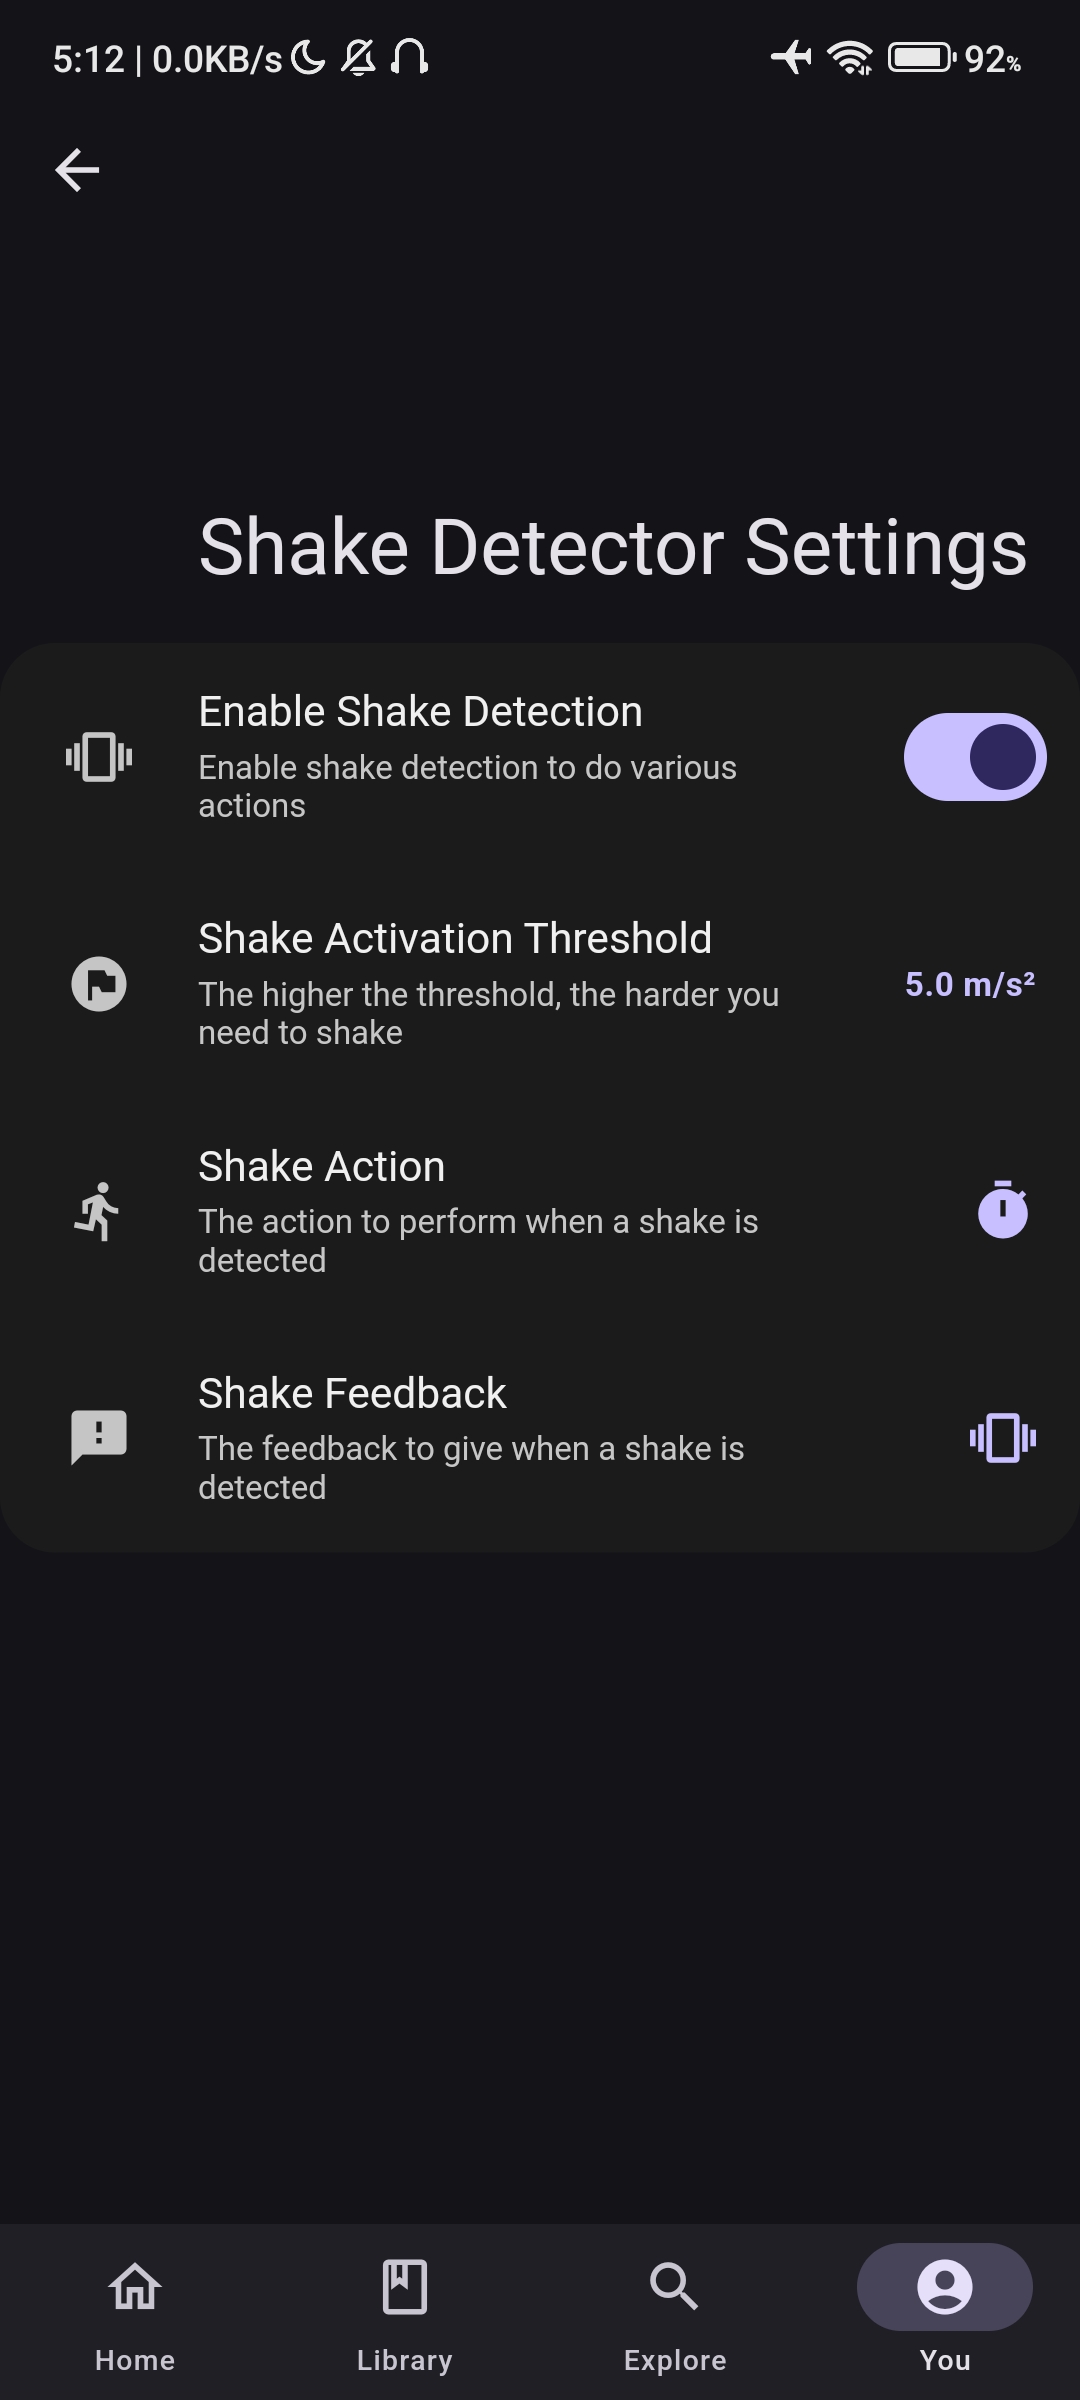 5:12 | 0.0KB/s 92%
Shake Detector Settings
Enable Shake Detection
Enable shake detection to do various
actions
Shake Activation Threshold
The higher the threshold, the harder you
need to shake
5.0 m/s²
Shake Action
The action to perform when a shake is
detected
Shake Feedback
The feedback to give when a shake is
detected
Home Library Explore You